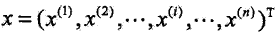 x = (x^{(1)}, x^{(2)}, ⋯, x^{(i)}, ⋯, x^{(n)})^T